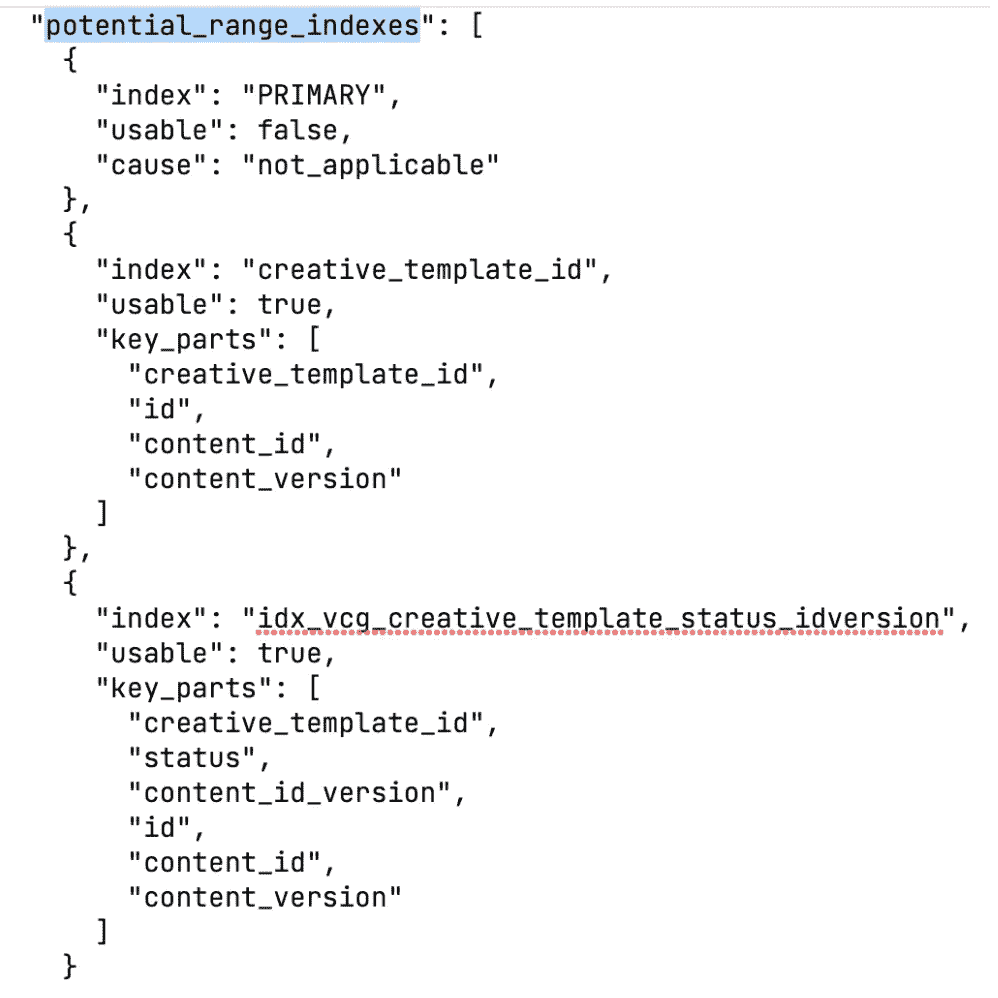 "potential_range_indexes": [
{
"index": "PRIMARY",
"usable": false,
"cause": "not_applicable"
},
{
"index": "creative_template_id",
"usable": true,
"key_parts": [
"creative_template_id",
"id",
"content_id",
"content_version"
]
},
{
"index": "idx_vcg_creative_template_status_idversion",
"usable": true,
"key_parts": [
"creative_template_id",
"status",
"content_id_version",
"id",
"content_id",
"content_version"
]
}